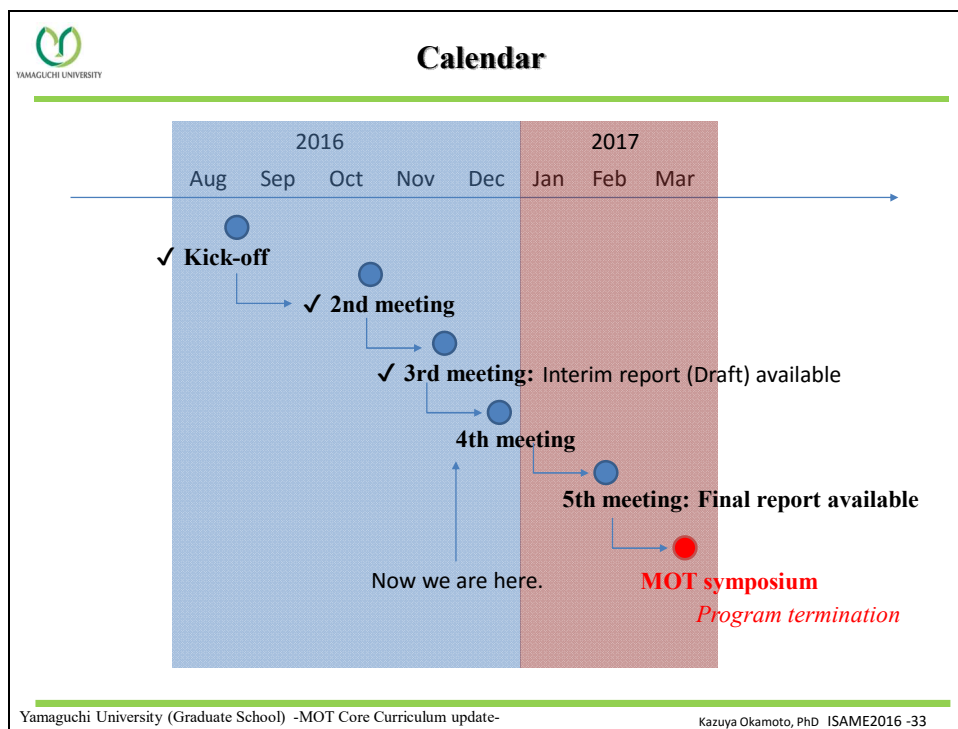 YAMAGUCHI UNIVERSITY
Calendar
2016 2017
Aug Sep Oct Nov Dec Jan Feb Mar
✓ Kick-off
✓ 2nd meeting
✓ 3rd meeting: Interim report (Draft) available
4th meeting
5th meeting: Final report available
Now we are here.
MOT symposium
Program termination
Yamaguchi University (Graduate School) -MOT Core Curriculum update-
Kazuya Okamoto, PhD ISAME2016 -33